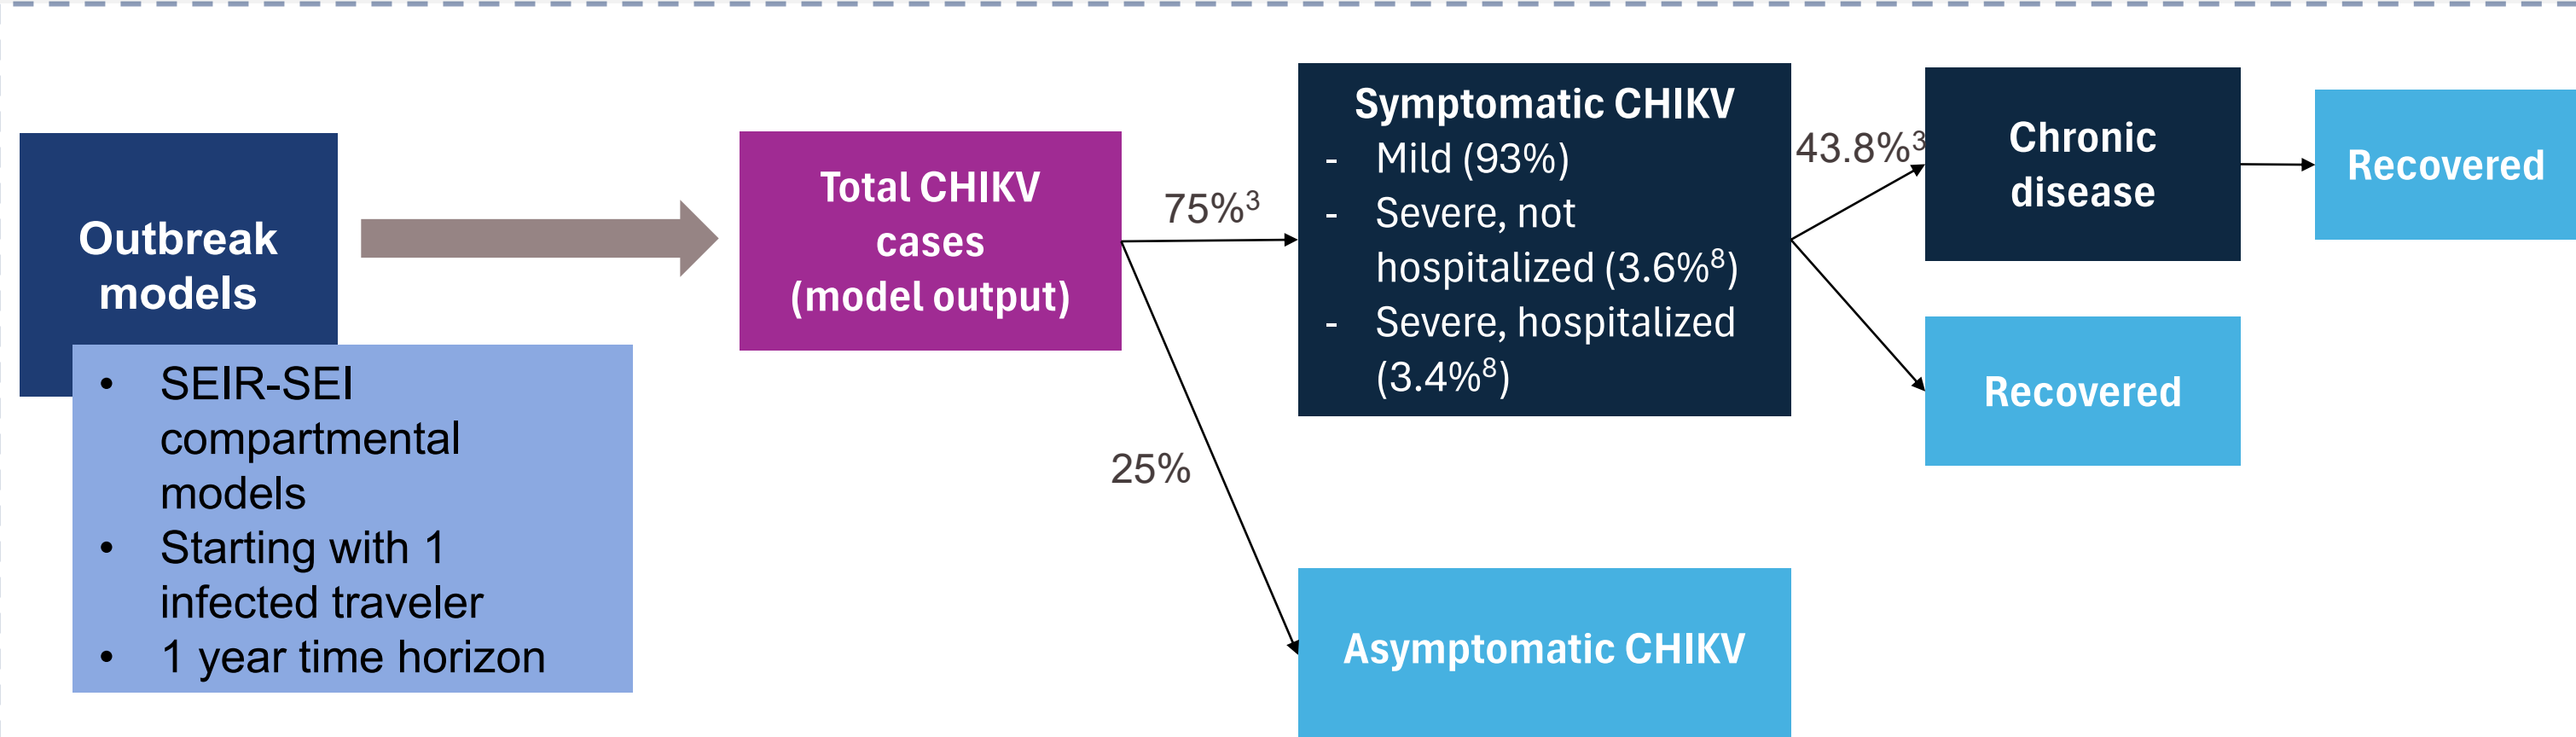 Outbreak
models
• SEIR-SEI
compartmental
models
• Starting with 1
infected traveler
• 1 year time horizon
Total CHIKV
cases
(model output)
75%³
25%
Symptomatic CHIKV
- Mild (93%)
- Severe, not
hospitalized (3.6%⁸)
- Severe, hospitalized
(3.4%⁸)
Asymptomatic CHIKV
43.8%³
Chronic
disease
Recovered
Recovered